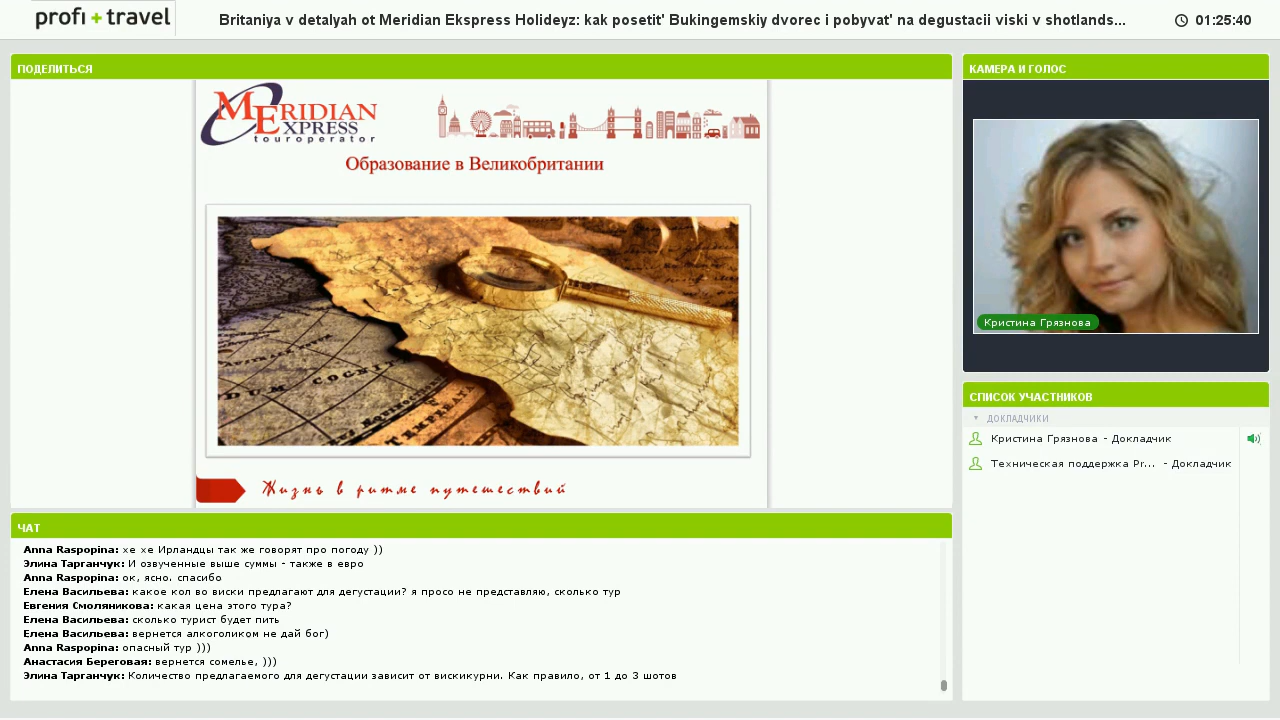 profi + travel
Britaniya v detalyah ot Meridian Ekspress Holideyz: kak posetit' Bukingemskiy dvorec i pobyvat' na degustacii viski v shotlands...
01:25:40
ПОДЕЛИТЬСЯ
MERIDIAN
EXPRESS
touroperator
Образование в Великобритании
Жизнь в ритме путешествий
ЧАТ
Anna Raspopina: хе хе Ирландцы так же говорят про погоду ))
Элина Тарганчук: И озвученные выше суммы - также в евро
Anna Raspopina: ок, ясно. спасибо
Елена Васильева: какое кол во виски предлагают для дегустации? я просо не представляю, сколько тур
Евгения Смоляникова: какая цена этого тура?
Елена Васильева: сколько турист будет пить
Елена Васильева: вернется алкоголиком не дай бог)
Anna Raspopina: опасный тур )))
Анастасия Береговая: вернется сомелье, )))
Элина Тарганчук: Количество предлагаемого для дегустации зависит от вискикурни. Как правило, от 1 до 3 шотов
КАМЕРА И ГОЛОС
Кристина Грязнова
СПИСОК УЧАСТНИКОВ
ДОКЛАДЧИКИ
Кристина Грязнова - Докладчик
Техническая поддержка Pr... - Докладчик